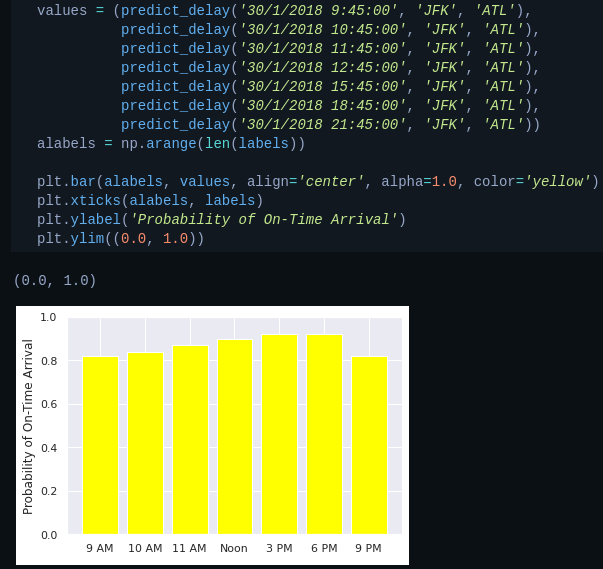 values = (predict_delay('30/1/2018 9:45:00', 'JFK', 'ATL'),
predict_delay('30/1/2018 10:45:00', 'JFK', 'ATL'),
predict_delay('30/1/2018 11:45:00', 'JFK', 'ATL'),
predict_delay('30/1/2018 12:45:00', 'JFK', 'ATL'),
predict_delay('30/1/2018 15:45:00', 'JFK', 'ATL'),
predict_delay('30/1/2018 18:45:00', 'JFK', 'ATL'),
predict_delay('30/1/2018 21:45:00', 'JFK', 'ATL'))
alabels = np.arange(len(labels))
plt.bar(alabels, values, align='center', alpha=1.0, color='yellow')
plt.xticks(alabels, labels)
plt.ylabel('Probability of On-Time Arrival')
plt.ylim((0.0, 1.0))
(0.0, 1.0)
Probability of On-Time Arrival
1.0
0.8
0.6
0.4
0.2
0.0
9 AM 10 AM 11 AM Noon 3 PM 6 PM 9 PM